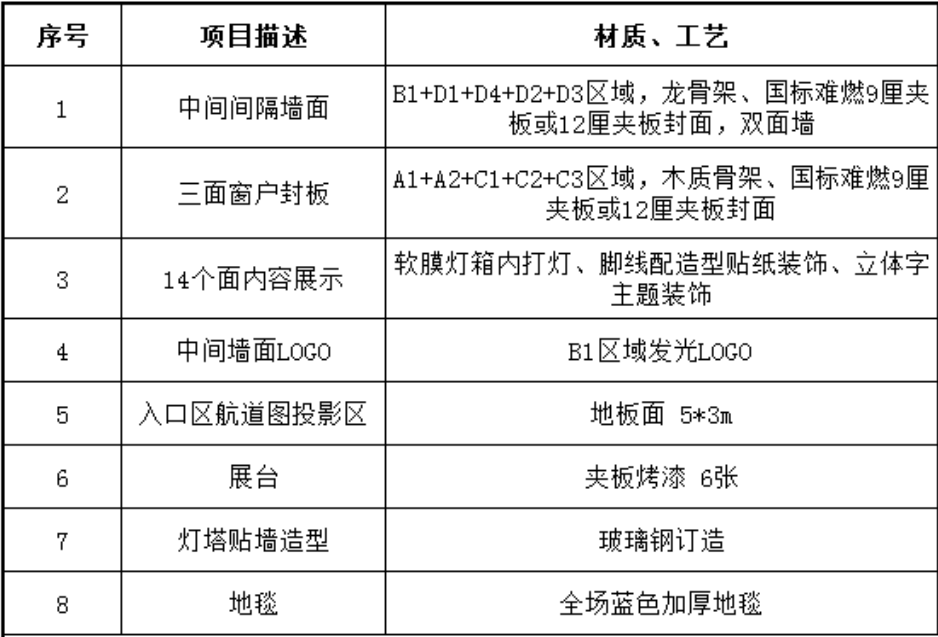 序号 项目描述 材质、工艺
1 中间间隔墙面 B1+D1+D4+D2+D3区域，龙骨架、国标难燃9厘夹
板或12厘夹板封面，双面墙
2 三面窗户封板 A1+A2+C1+C2+C3区域，木质骨架、国标难燃9厘
夹板或12厘夹板封面
3 14个面内容展示 软膜灯箱内打灯、脚线配造型贴纸装饰、立体字
主题装饰
4 中间墙面LOGO B1区域发光LOGO
5 入口区航道图投影区 地板面 5*3m
6 展台 夹板烤漆 6张
7 灯塔贴墙造型 玻璃钢订造
8 地毯 全场蓝色加厚地毯